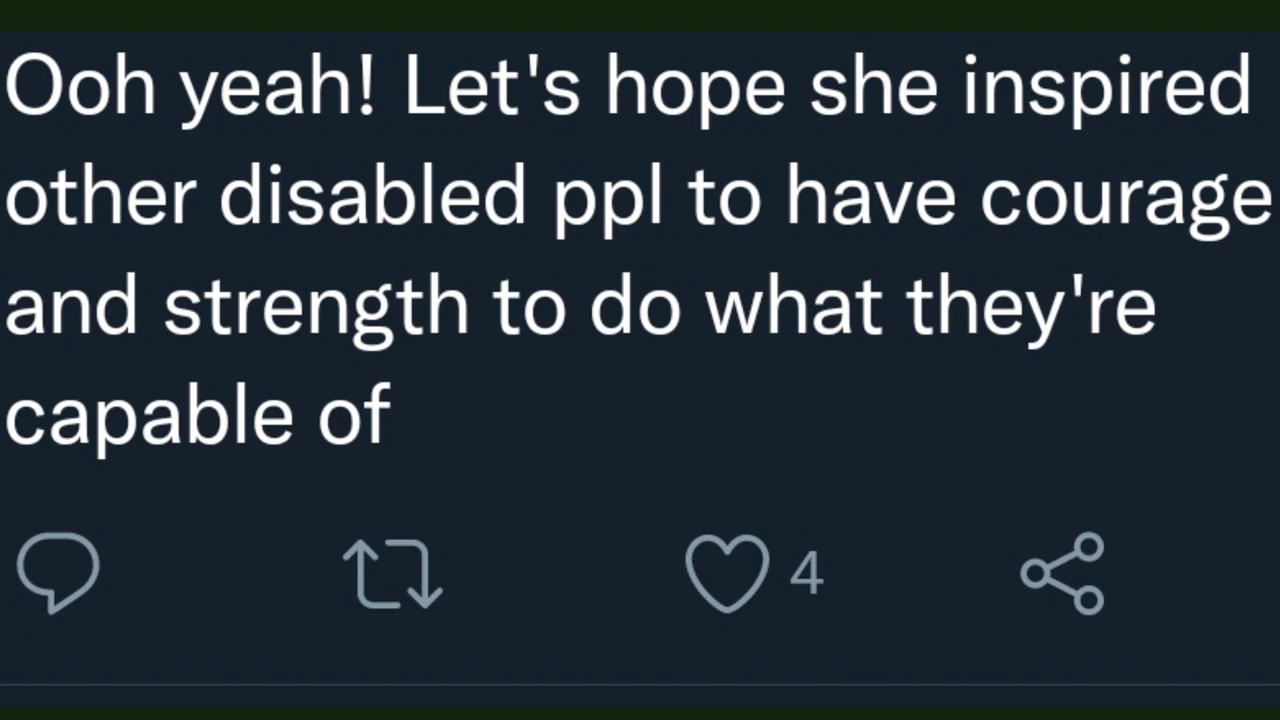 Ooh yeah! Let's hope she inspired
other disabled ppl to have courage
and strength to do what they're
capable of
4